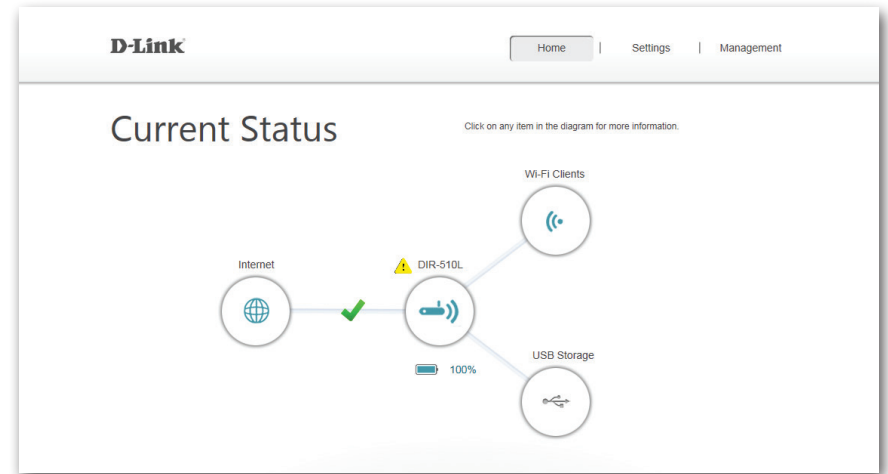 D-Link
Home | Settings | Management
Current Status
Click on any item in the diagram for more information.
Wi-Fi Clients
Internet
DIR-510L
100%
USB Storage